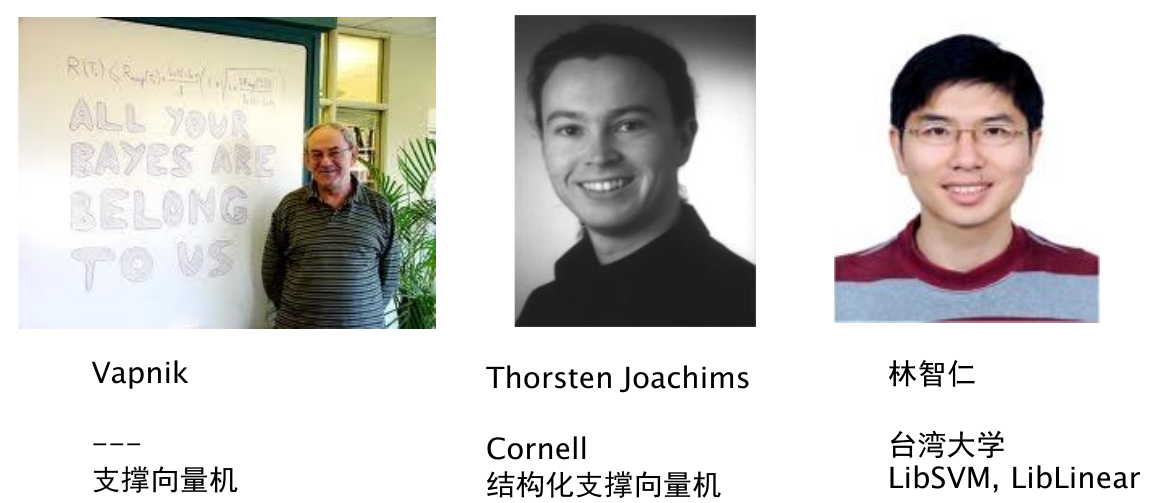 ALL YOUR
BAYES ARE
BELONG
TO US
Vapnik
---
支撑向量机
Thorsten Joachims
Cornell
结构化支撑向量机
林智仁
台湾大学
LibSVM, LibLinear